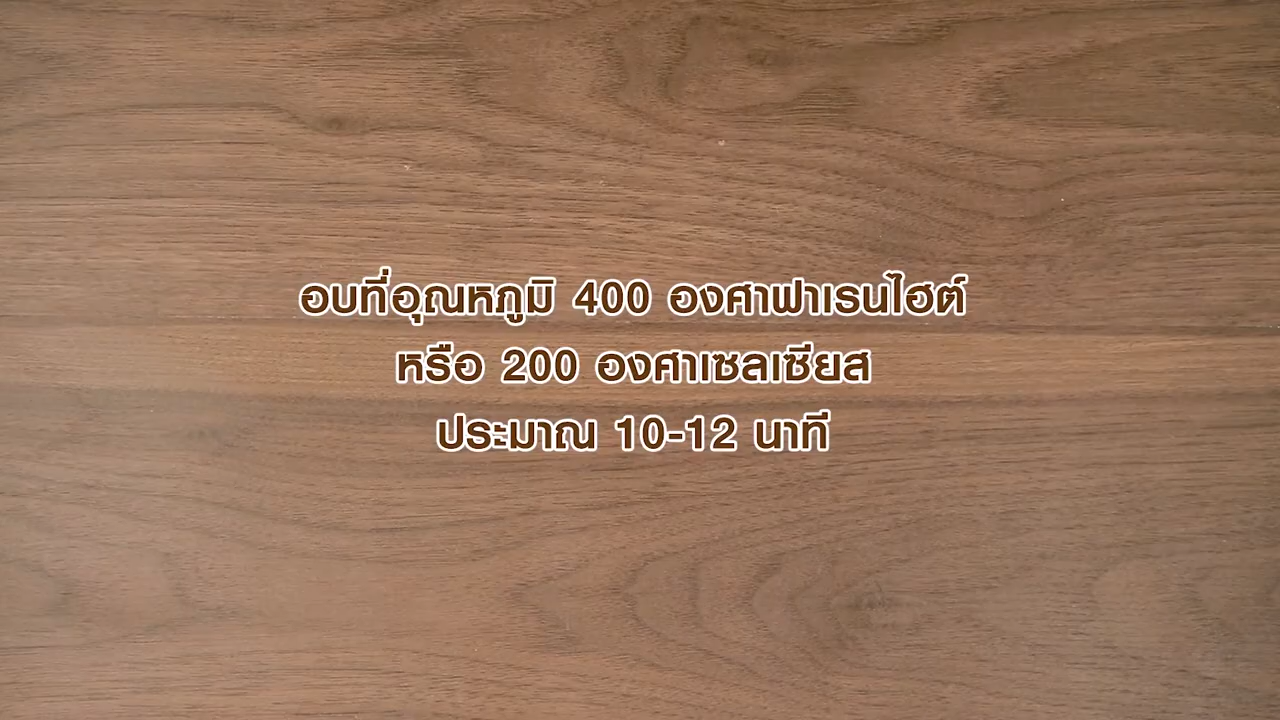 อบที่อุณหภูมิ 400 องศาฟาเรนไฮต์
หรือ 200 องศาเซลเซียส
ประมาณ 10-12 นาที